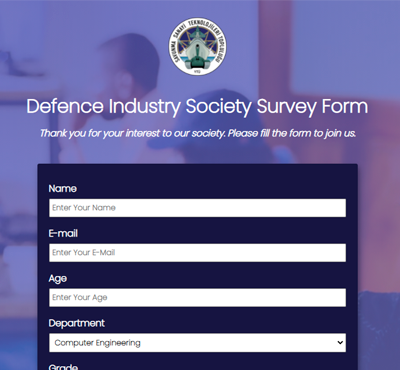 SAVUNMA SANAYİ TEKNOLOJİLERİ TOPLULUĞU
Defence Industry Society Survey Form
Thank you for your interest to our society. Please fill the form to join us.
Name
Enter Your Name
E-mail
Enter Your E-Mail
Age
Enter Your Age
Department
Computer Engineering
Grade